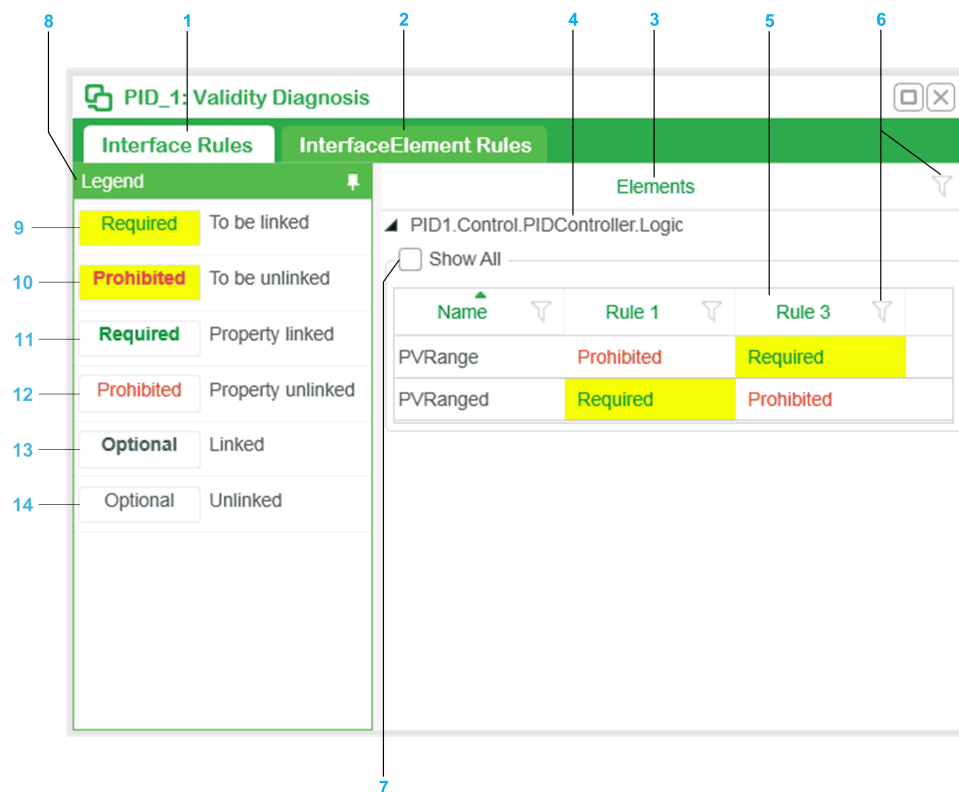 8 1 2 4 3 5 6
PID_1: Validity Diagnosis
Interface Rules InterfaceElement Rules
Legend
Elements
9 Required To be linked
PID1.Control.PIDController.Logic
Show All
10 Prohibited To be unlinked
Name Rule 1 Rule 3
11 Required Property linked
PVRange Prohibited Required
12 Prohibited Property unlinked
PVRanged Required Prohibited
13 Optional Linked
14 Optional Unlinked
7